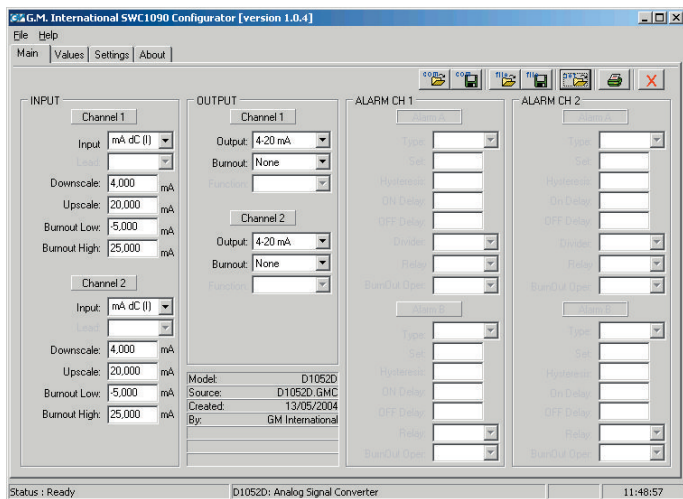 G.M. International SWC1090 Configurator [version 1.0.4]
File Help
Main Values Settings About
INPUT
Channel 1
Input mA dC (I)
Lead:
Downscale: 4,000 mA
Upscale: 20,000 mA
Burnout Low: -5,000 mA
Burnout High: 25,000 mA
Channel 2
Input: mA dC (I)
Lead:
Downscale: 4,000 mA
Upscale: 20,000 mA
Burnout Low: -5,000 mA
Burnout High: 25,000 mA
OUTPUT
Channel 1
Output: 4-20 mA
Burnout: None
Function:
Channel 2
Output: 4-20 mA
Burnout: None
Function:
Model: D1052D
Source: D1052D.GMC
Created: 13/05/2004
By: GM International
ALARM CH 1
Alarm A
Type:
Set:
Hysteresis:
ON Delay:
OFF Delay:
Divider:
Relay
BurnOut Oper:
Alarm B
Type:
Set:
Hysteresis:
ON Delay:
OFF Delay:
Relay:
BurnOut Oper:
ALARM CH 2
Alarm A
Type:
Set:
Hysteresis:
On Delay:
OFF Delay:
Divider:
Relay
BurnOut Oper:
Alarm B
Type:
Set:
Hysteresis:
On Delay:
OFF Delay:
Relay:
BurnOut Oper:
Status : Ready
D1052D: Analog Signal Converter
11:48:57